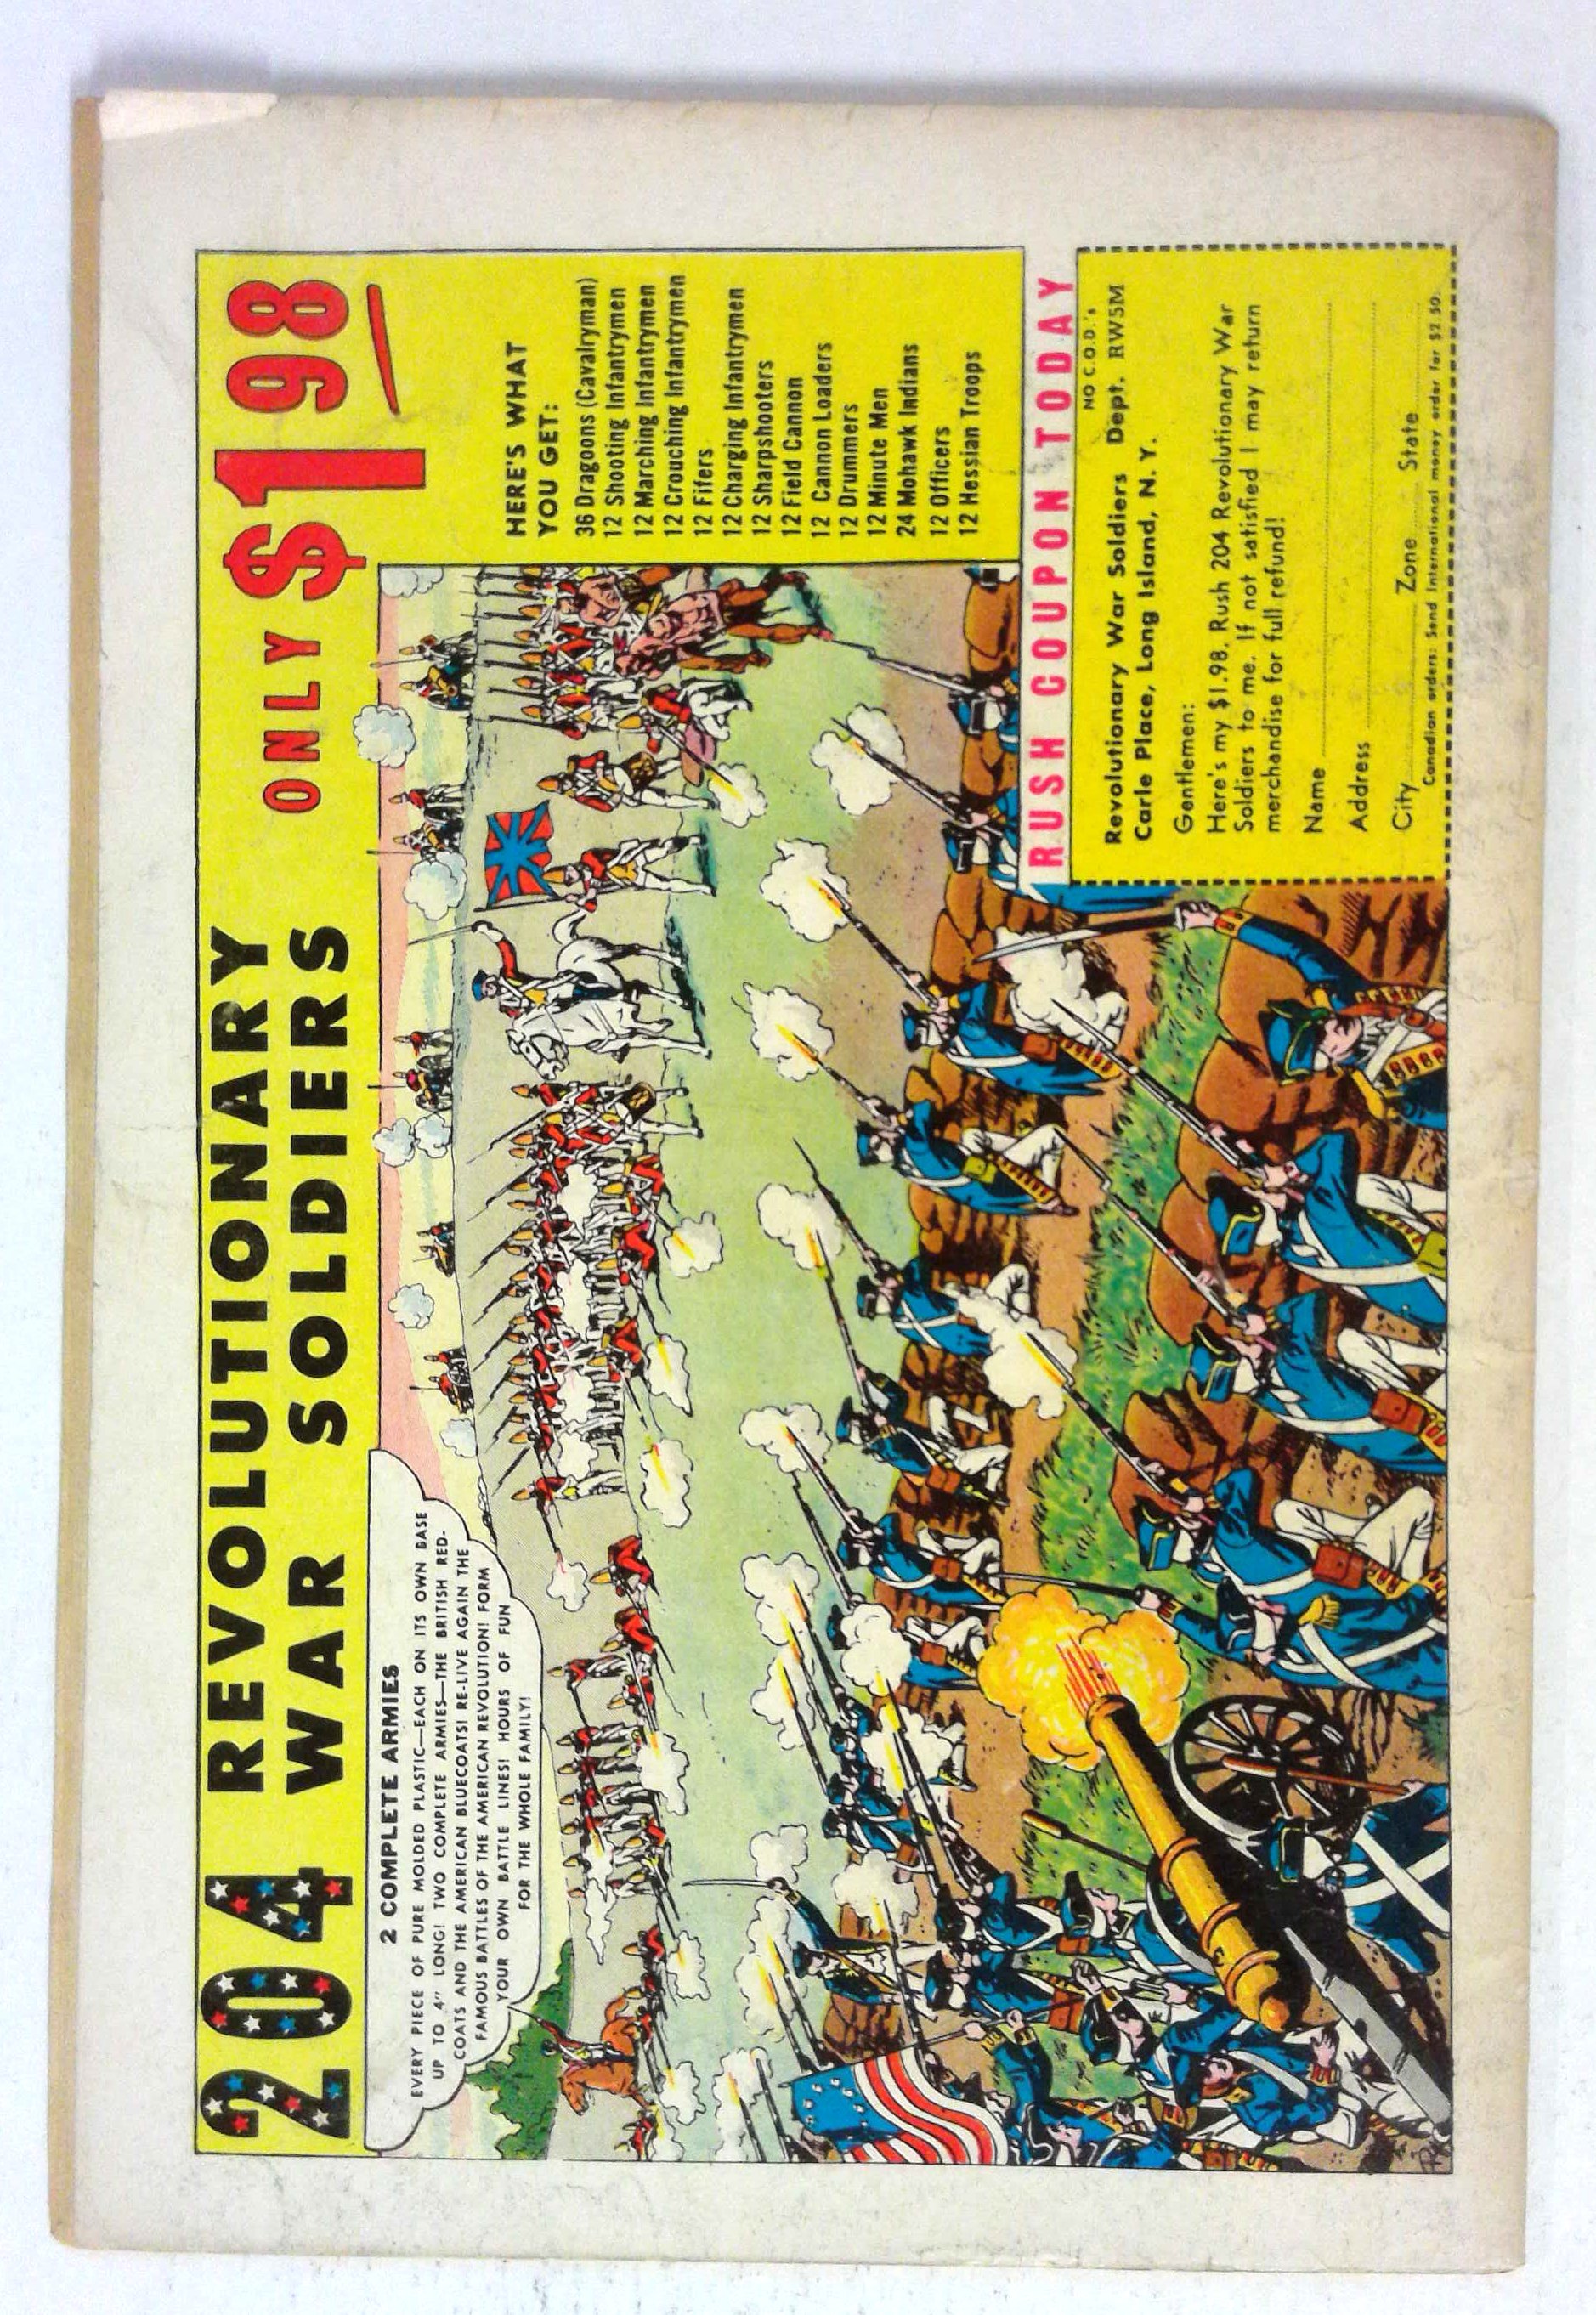 204 REVOLUTIONARY
WAR SOLDIERS
ONLY $1 98
2 COMPLETE ARMIES
EVERY PIECE OF PURE MOLDED PLASTIC—EACH ON ITS OWN BASE
UP TO 4" LONG! TWO COMPLETE ARMIES—THE BRITISH RED-
COATS AND THE AMERICAN BLUECOATS! RE-LIVE AGAIN THE
FAMOUS BATTLES OF THE AMERICAN REVOLUTION! FORM
YOUR OWN BATTLE LINES! HOURS OF FUN
FOR THE WHOLE FAMILY!
HERE'S WHAT
YOU GET:
36 Dragoons (Cavalryman)
12 Shooting Infantrymen
12 Marching Infantrymen
12 Crouching Infantrymen
12 Fifers
12 Charging Infantrymen
12 Sharpshooters
12 Field Cannon
12 Cannon Loaders
12 Drummers
12 Minute Men
24 Mohawk Indians
12 Officers
12 Hessian Troops
RUSH COUPON TODAY
NO C.O.D.'s
Revolutionary War Soldiers Dept. RW5M
Carle Place, Long Island, N. Y.
Gentlemen:
Here's my $1.98. Rush 204 Revolutionary War
Soldiers to me. If not satisfied I may return
merchandise for full refund!
Name
Address
City Zone State
Canadian orders: Send international money order for $2.50.